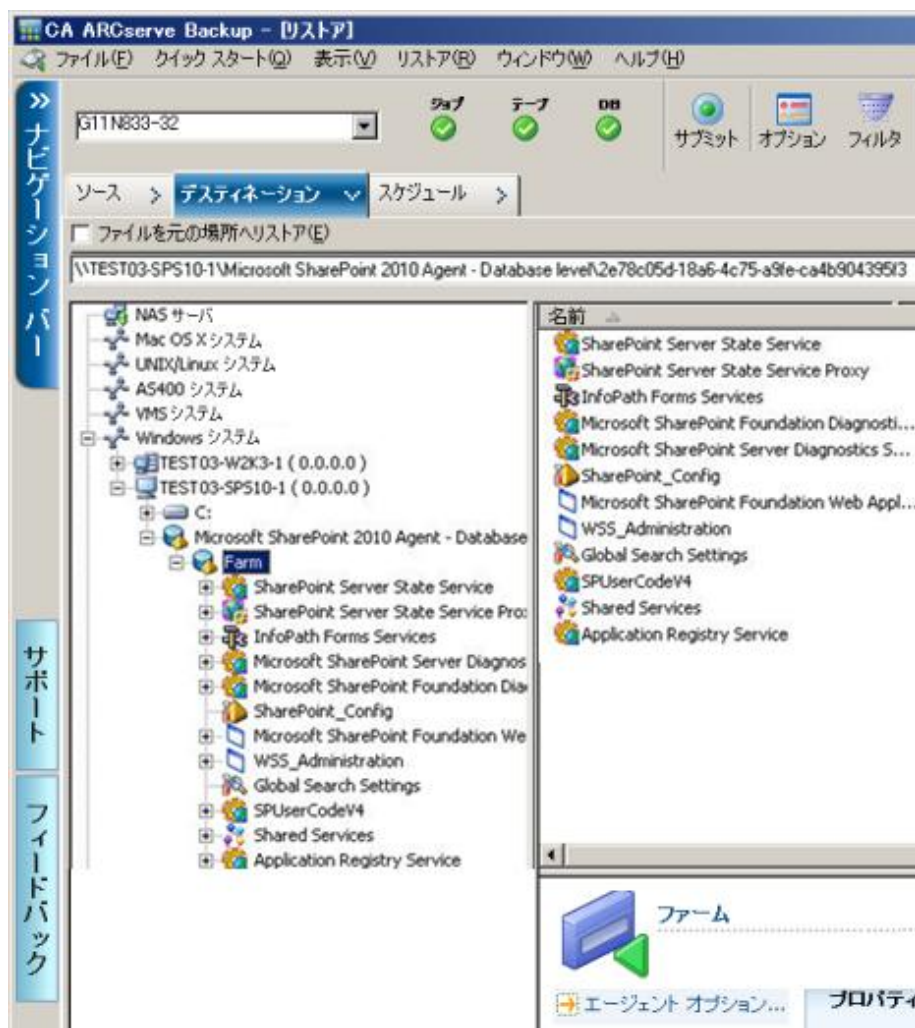 CA ARCserve Backup - [リストア]
ファイル(F) クイック スタート(Q) 表示(V) リストア(R) ウィンドウ(W) ヘルプ(H)
ナビゲーション バー
サポート
フィードバック
G11N833-32
ジョブ テープ DB
サブミット オプション フィルタ
ソース デスティネーション スケジュール
ファイルを元の場所へリストア(E)
\\TEST03-SPS10-1\Microsoft SharePoint 2010 Agent - Database level\2e78c05d-18a6-4c75-a9fe-ca4b904395f3
NAS サーバ
Mac OS X システム
UNIX/Linux システム
AS400 システム
VMS システム
Windows システム
TEST03-W2K3-1 ( 0.0.0.0 )
TEST03-SPS10-1 ( 0.0.0.0 )
C:
Microsoft SharePoint 2010 Agent - Database
Farm
SharePoint Server State Service
SharePoint Server State Service Pro
InfoPath Forms Services
Microsoft SharePoint Server Diagnos
Microsoft SharePoint Foundation Dia
SharePoint_Config
Microsoft SharePoint Foundation We
WSS_Administration
Global Search Settings
SPUserCodeV4
Shared Services
Application Registry Service
名前
SharePoint Server State Service
SharePoint Server State Service Proxy
InfoPath Forms Services
Microsoft SharePoint Foundation Diagnosti...
Microsoft SharePoint Server Diagnostics S...
SharePoint_Config
Microsoft SharePoint Foundation Web Appl...
WSS_Administration
Global Search Settings
SPUserCodeV4
Shared Services
Application Registry Service
ファーム
エージェント オプション...
プロパティ